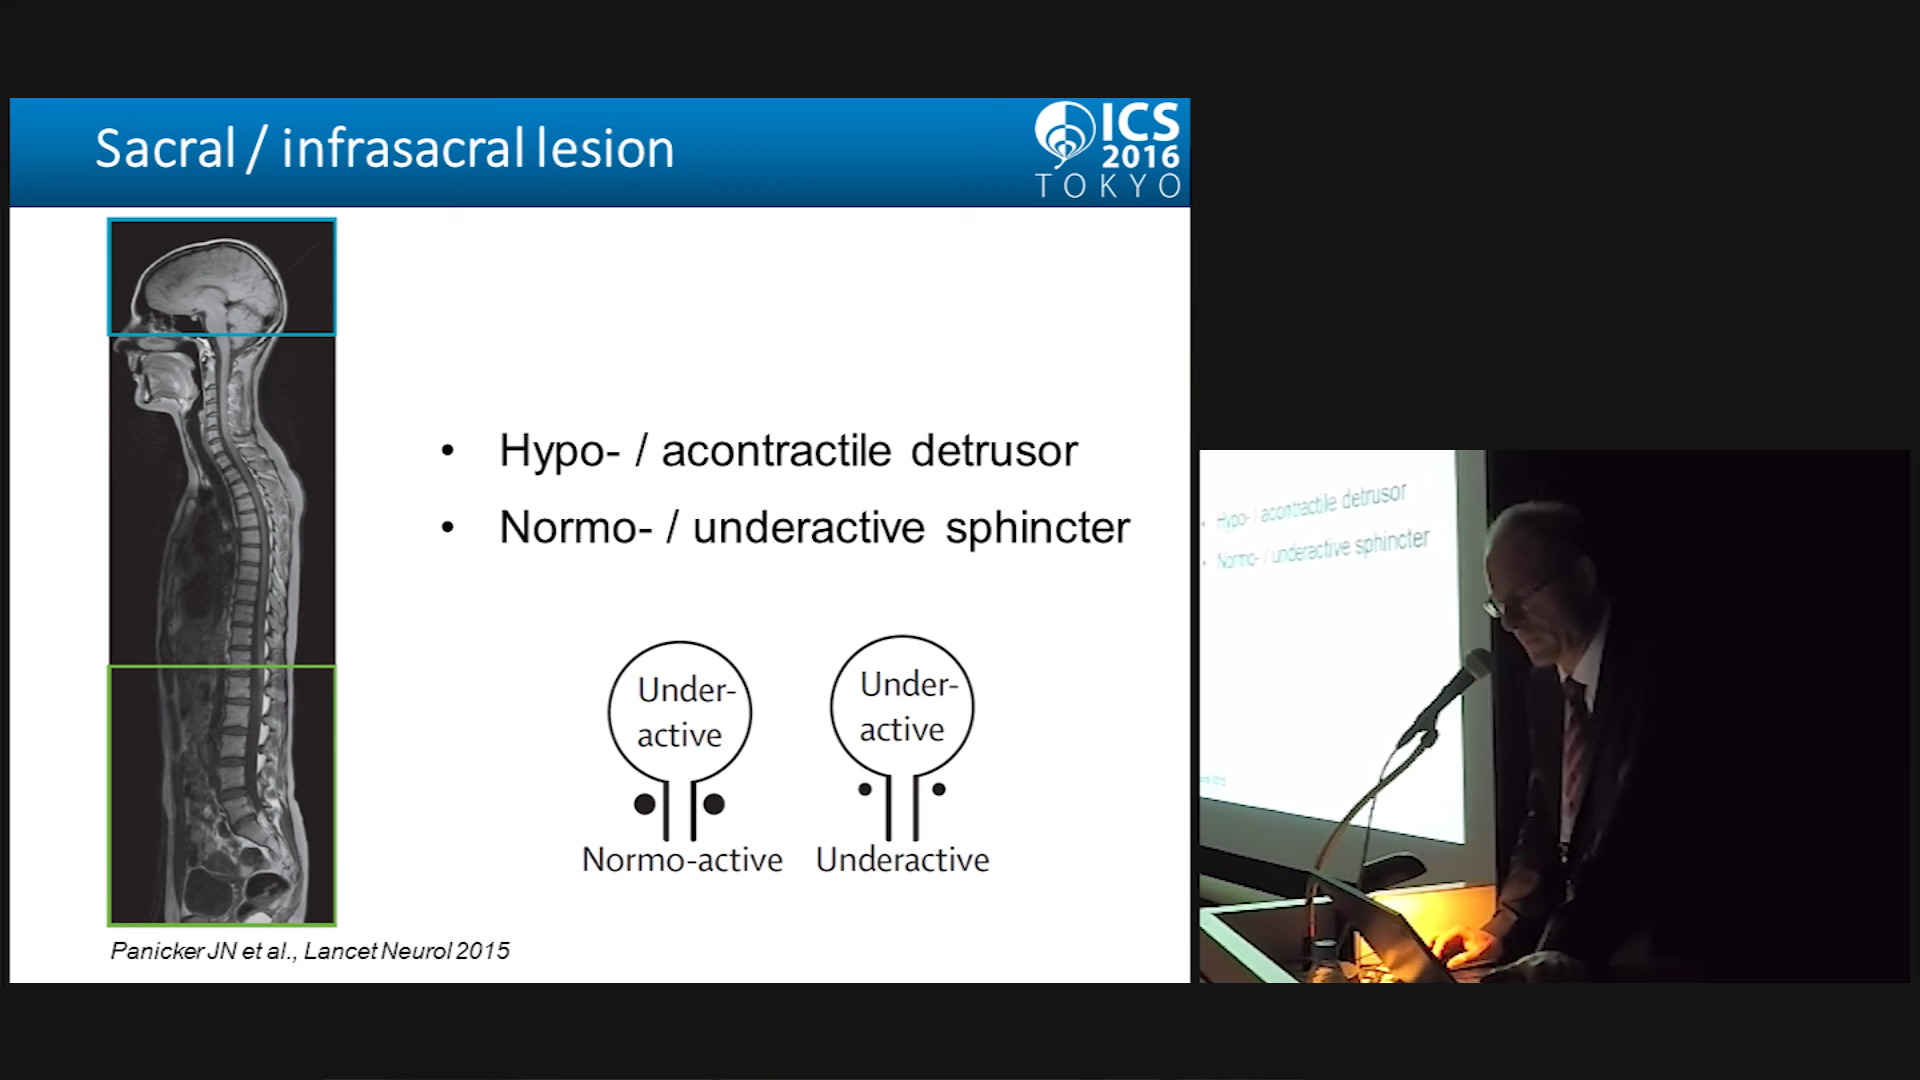 Sacral / infrasacral lesion
ICS
2016
TOKYO
• Hypo- / acontractile detrusor
• Normo- / underactive sphincter
Under-
active
Normo-active
Under-
active
Underactive
Panicker JN et al., Lancet Neurol 2015
Hypo- / acontractile detrusor
Normo- / underactive sphincter